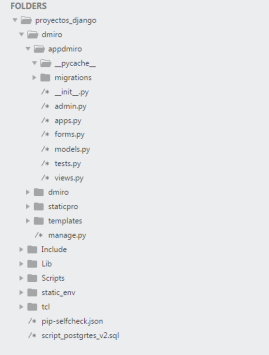 FOLDERS
proyectos_django
dmiro
appdmiro
__pycache__
migrations
__init__.py
admin.py
apps.py
forms.py
models.py
tests.py
views.py
dmiro
staticpro
templates
manage.py
Include
Lib
Scripts
static_env
tcl
pip-selfcheck.json
script_postgrtes_v2.sql